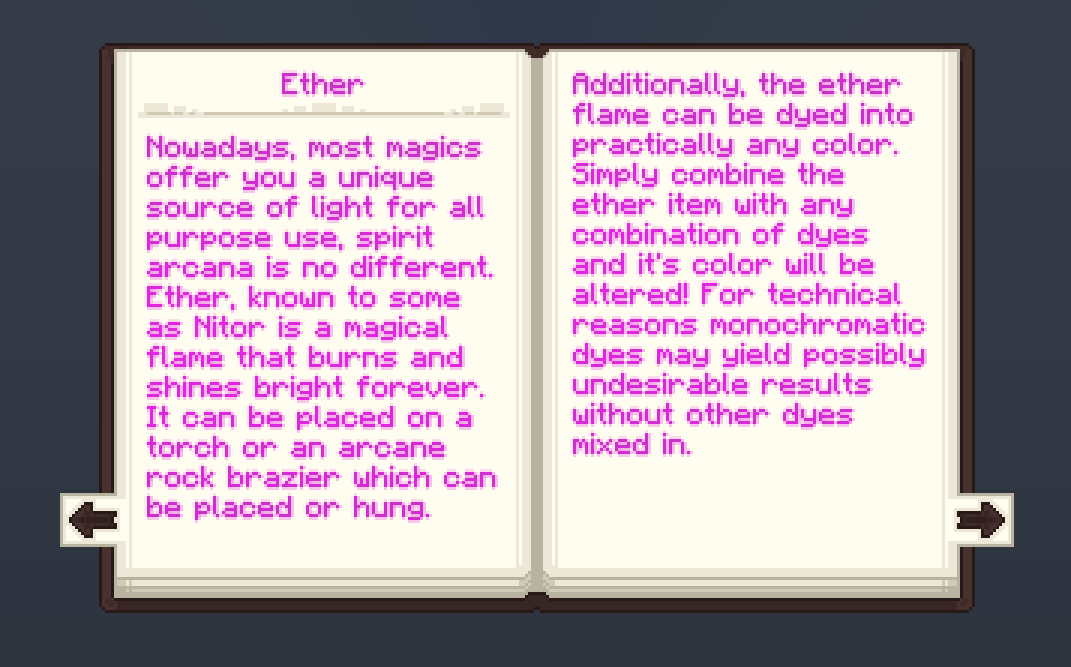 Ether
Nowadays, most magics
offer you a unique
source of light for all
purpose use, spirit
arcana is no different.
Ether, known to some
as Nitor is a magical
flame that burns and
shines bright forever.
It can be placed on a
torch or an arcane
rock brazier which can
be placed or hung.
Additionally, the ether
flame can be dyed into
practically any color.
Simply combine the
ether item with any
combination of dyes
and it's color will be
altered! For technical
reasons monochromatic
dyes may yield possibly
undesirable results
without other dyes
mixed in.